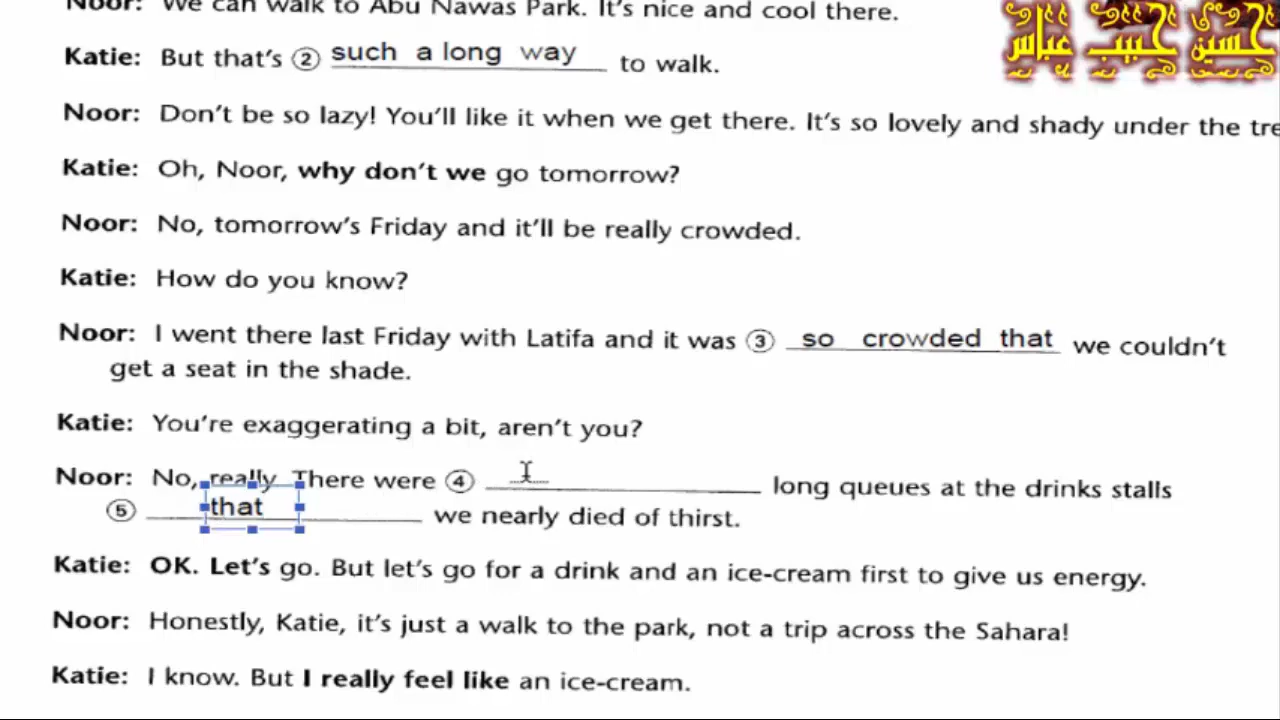 Noor: We can walk to Abu Nawas Park. It's nice and cool there.
حسين حبيب عباس
Katie: But that's ② such a long way to walk.
Noor: Don't be so lazy! You'll like it when we get there. It's so lovely and shady under the tre
Katie: Oh, Noor, why don't we go tomorrow?
Noor: No, tomorrow's Friday and it'll be really crowded.
Katie: How do you know?
Noor: I went there last Friday with Latifa and it was ③ so crowded that we couldn't
get a seat in the shade.
Katie: You're exaggerating a bit, aren't you?
Noor: No, really. There were ④ ____ long queues at the drinks stalls
⑤ that we nearly died of thirst.
Katie: OK. Let's go. But let's go for a drink and an ice-cream first to give us energy.
Noor: Honestly, Katie, it's just a walk to the park, not a trip across the Sahara!
Katie: I know. But I really feel like an ice-cream.